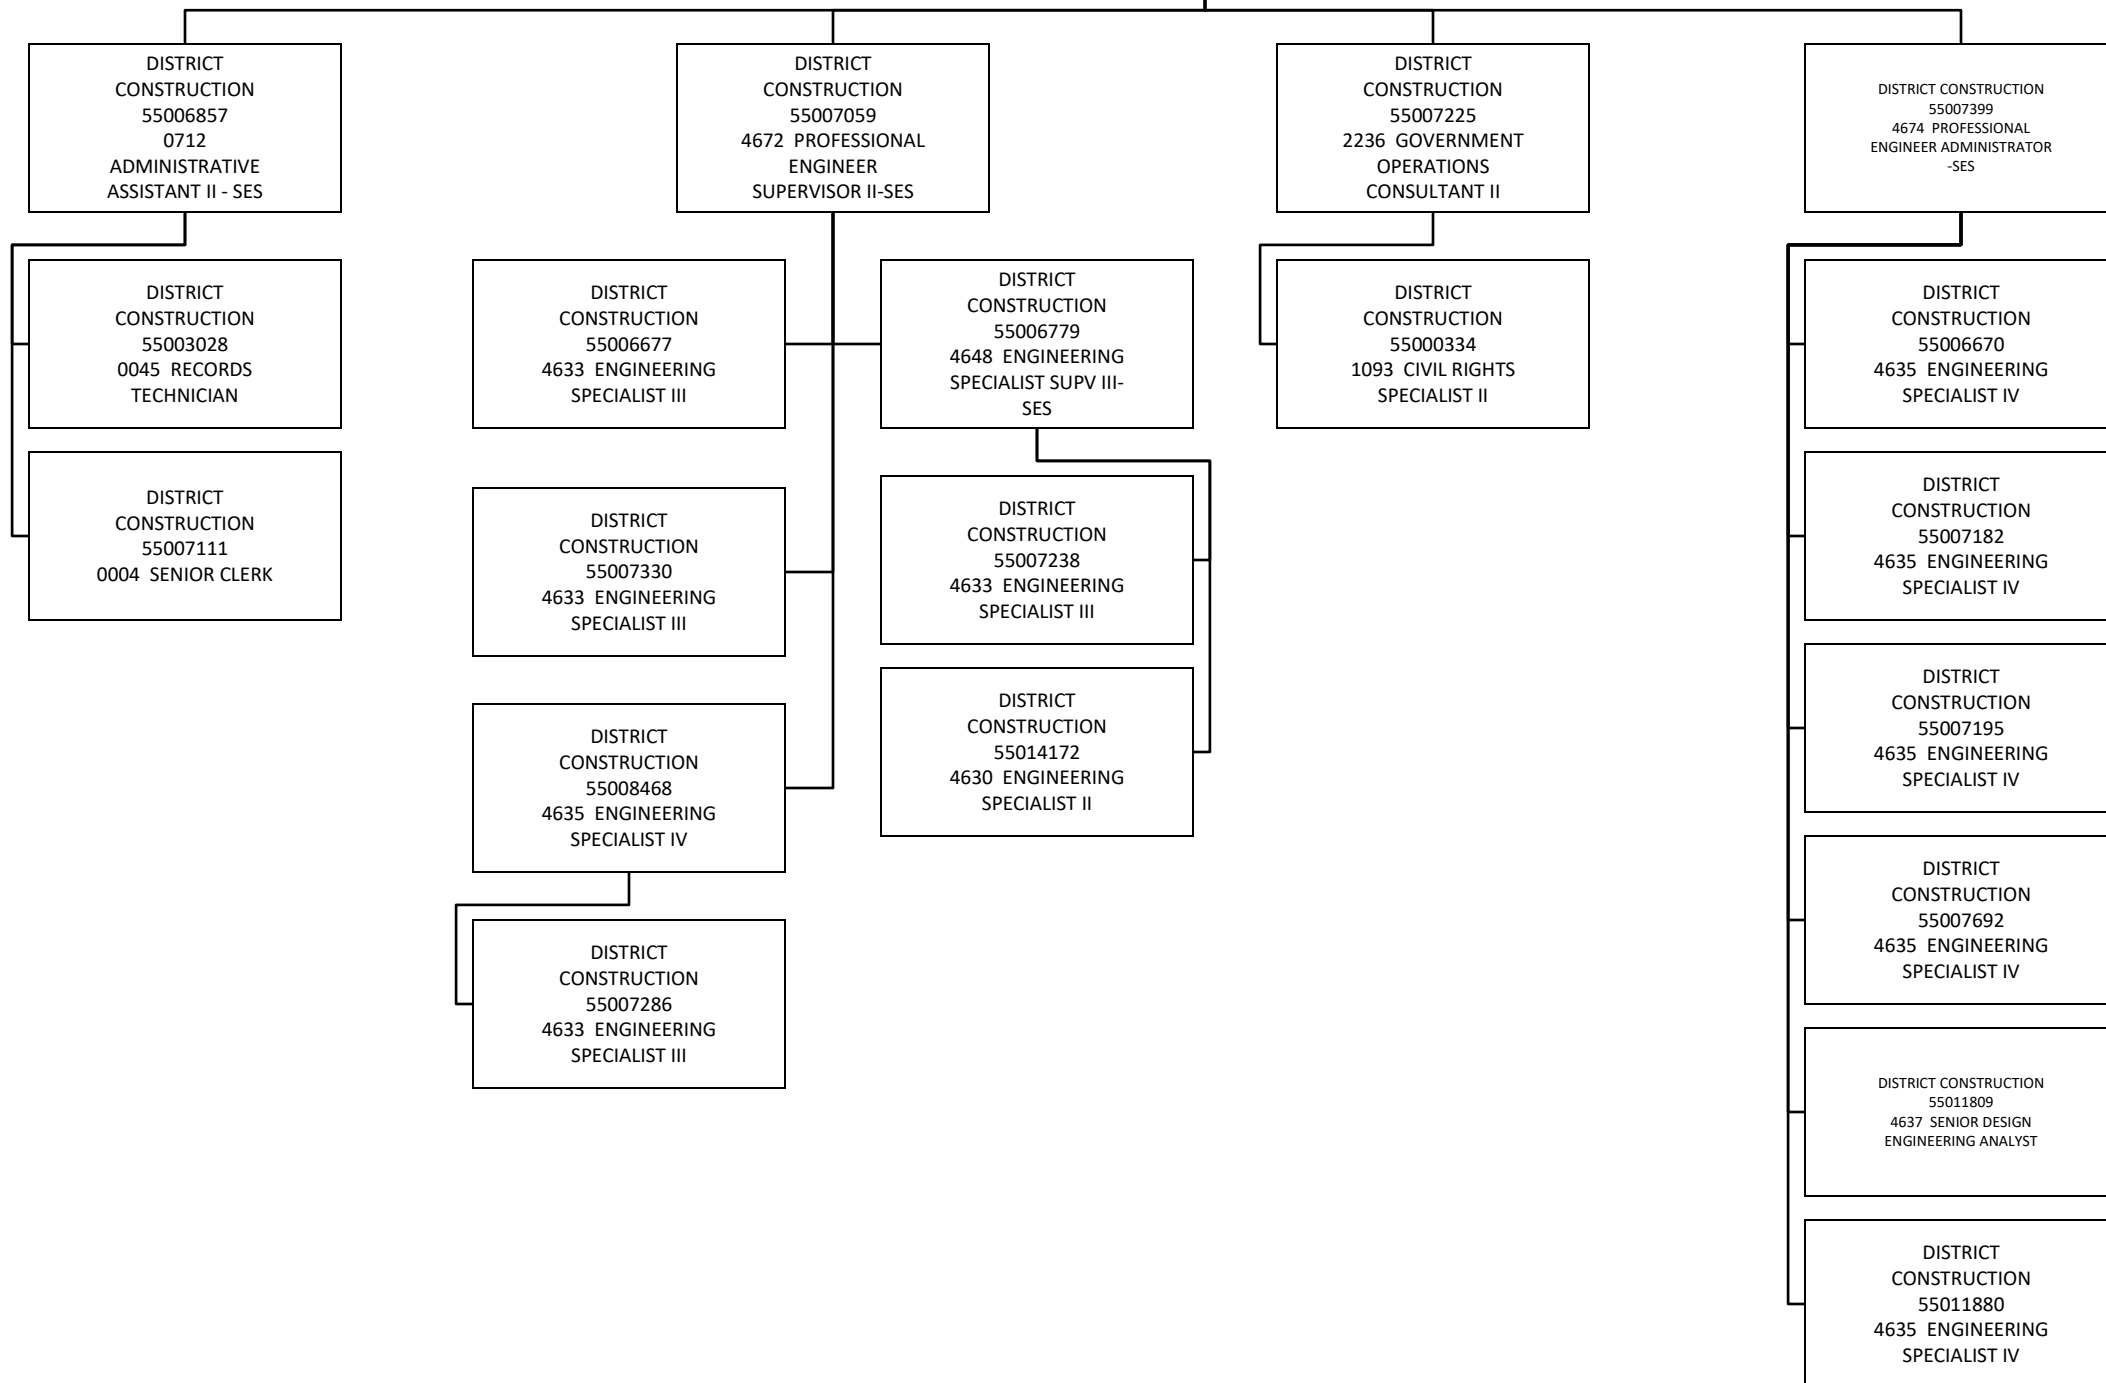 DISTRICT
CONSTRUCTION
55006857
0712
ADMINISTRATIVE
ASSISTANT II - SES
DISTRICT
CONSTRUCTION
55007059
4672  PROFESSIONAL
ENGINEER
SUPERVISOR II-SES
DISTRICT
CONSTRUCTION
55007225
2236  GOVERNMENT
OPERATIONS
CONSULTANT II
DISTRICT CONSTRUCTION
55007399
4674  PROFESSIONAL
ENGINEER ADMINISTRATOR
-SES
DISTRICT
CONSTRUCTION
55003028
0045  RECORDS
TECHNICIAN
DISTRICT
CONSTRUCTION
55007111
0004  SENIOR CLERK
DISTRICT
CONSTRUCTION
55006677
4633  ENGINEERING
SPECIALIST III
DISTRICT
CONSTRUCTION
55007330
4633  ENGINEERING
SPECIALIST III
DISTRICT
CONSTRUCTION
55008468
4635  ENGINEERING
SPECIALIST IV
DISTRICT
CONSTRUCTION
55007286
4633  ENGINEERING
SPECIALIST III
DISTRICT
CONSTRUCTION
55006779
4648  ENGINEERING
SPECIALIST SUPV III-
SES
DISTRICT
CONSTRUCTION
55007238
4633  ENGINEERING
SPECIALIST III
DISTRICT
CONSTRUCTION
55014172
4630  ENGINEERING
SPECIALIST II
DISTRICT
CONSTRUCTION
55000334
1093  CIVIL RIGHTS
SPECIALIST II
DISTRICT
CONSTRUCTION
55006670
4635  ENGINEERING
SPECIALIST IV
DISTRICT
CONSTRUCTION
55007182
4635  ENGINEERING
SPECIALIST IV
DISTRICT
CONSTRUCTION
55007195
4635  ENGINEERING
SPECIALIST IV
DISTRICT
CONSTRUCTION
55007692
4635  ENGINEERING
SPECIALIST IV
DISTRICT CONSTRUCTION
55011809
4637  SENIOR DESIGN
ENGINEERING ANALYST
DISTRICT
CONSTRUCTION
55011880
4635  ENGINEERING
SPECIALIST IV